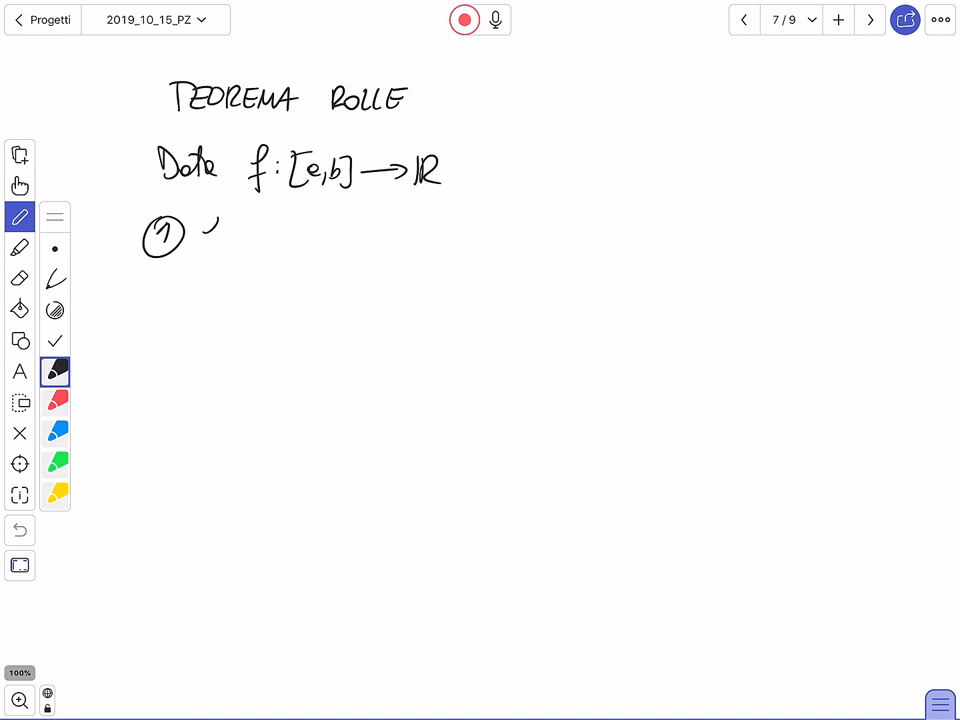 Progetti
2019_10_15_PZ
7 / 9
TEOREMA ROLLE
Data f: [a,b] → ℝ
① 
A
100%